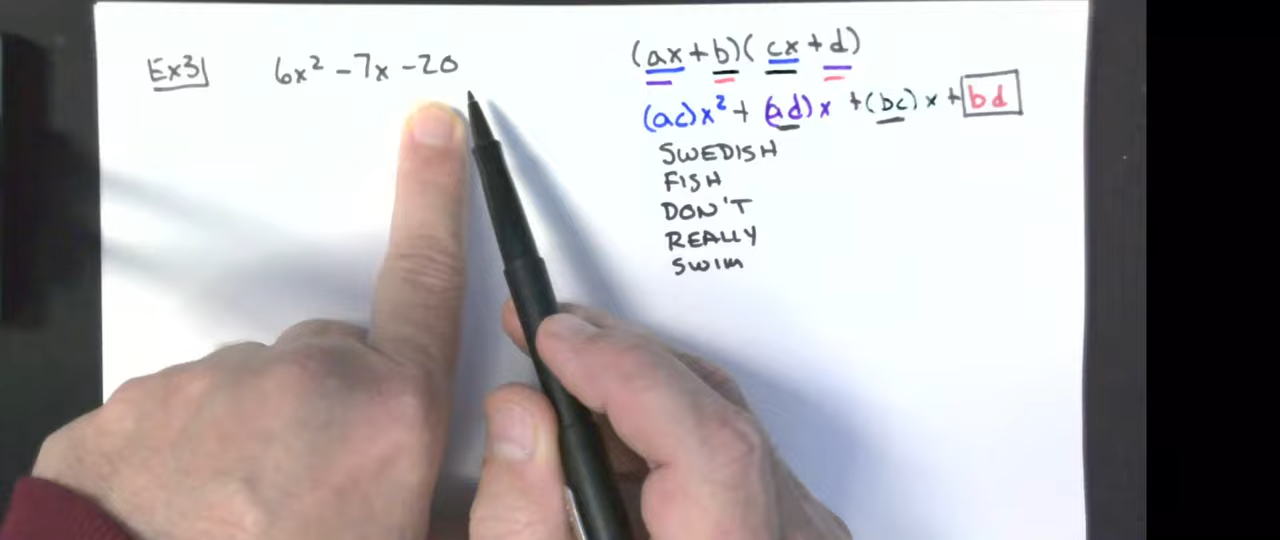 Ex3 6x² - 7x - 20
(ax + b)(cx + d)
(ac)x² + (ad)x + (bc)x + bd
SWEDISH
FISH
DON'T
REALLY
SWIM